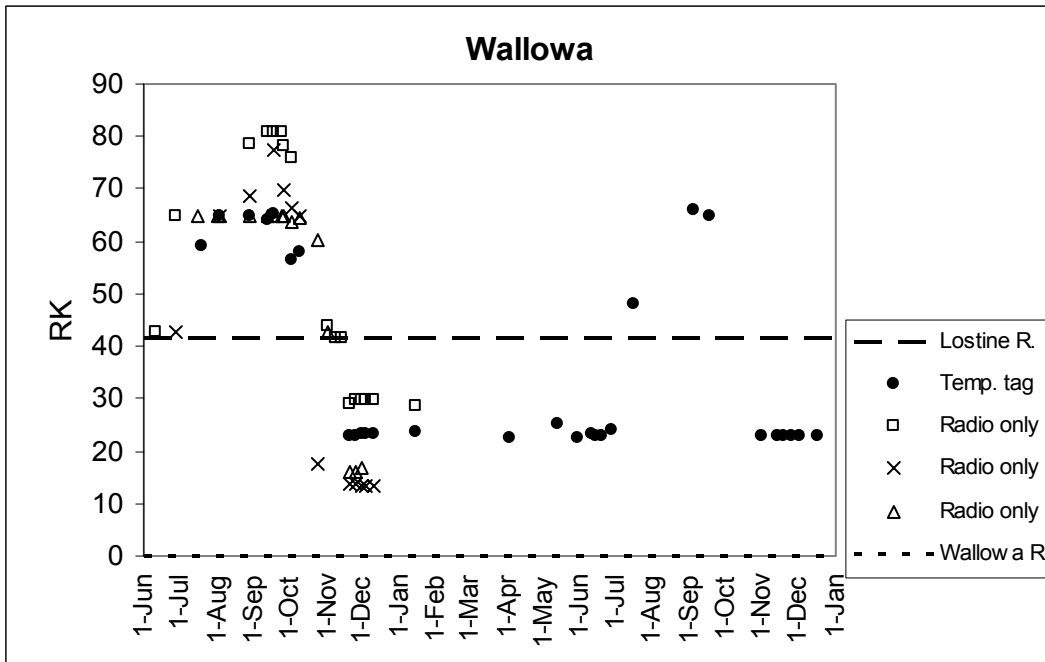 Wallowa
RK
90
80
70
60
50
40
30
20
10
0
1-Jun
1-Jul
1-Aug
1-Sep
1-Oct
1-Nov
1-Dec
1-Jan
1-Feb
1-Mar
1-Apr
1-May
1-Jun
1-Jul
1-Aug
1-Sep
1-Oct
1-Nov
1-Dec
1-Jan
Lostine R.
Temp. tag
Radio only
Radio only
Radio only
Wallowa R